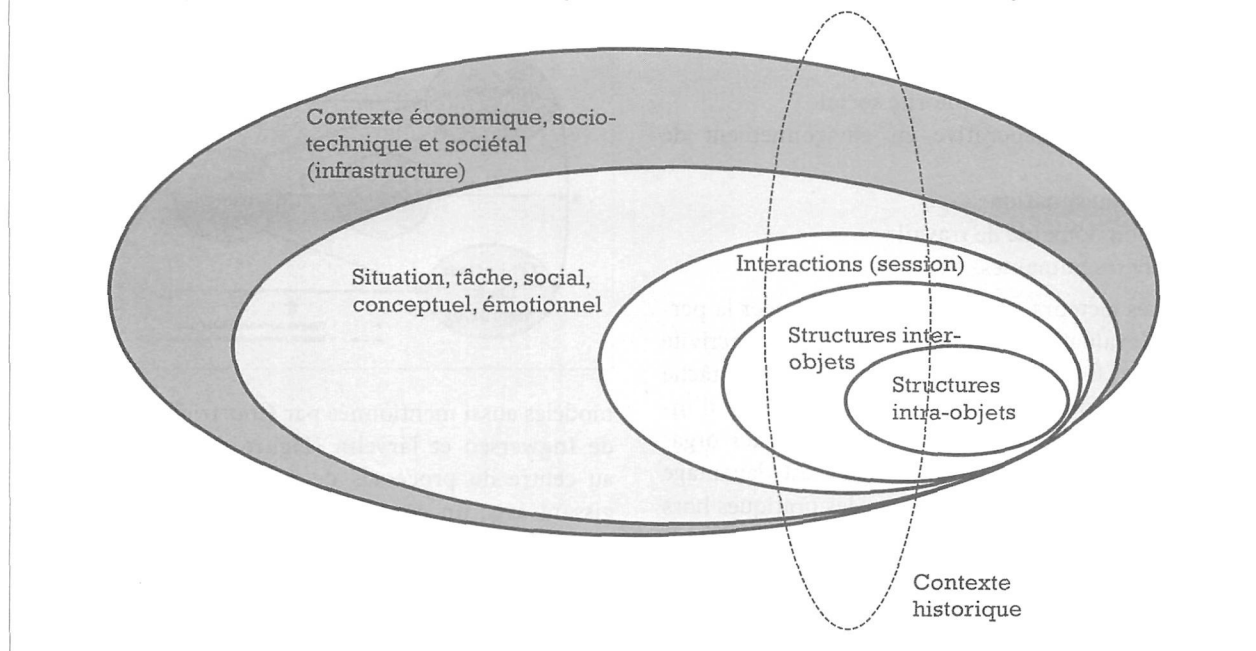 Contexte économique, socio-
technique et sociétal
(infrastructure)
Situation, tâche, social,
conceptuel, émotionnel
Interactions (session)
Structures inter-
objets
Structures
intra-objets
Contexte
historique